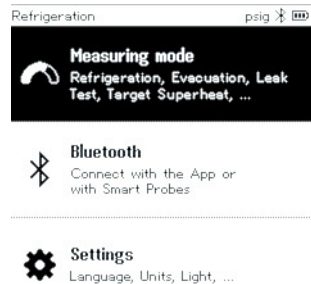 Refrigeration psig
Measuring mode
Refrigeration, Evacuation, Leak
Test, Target Superheat, ...
Bluetooth
Connect with the App or
with Smart Probes
Settings
Language, Units, Light, ...